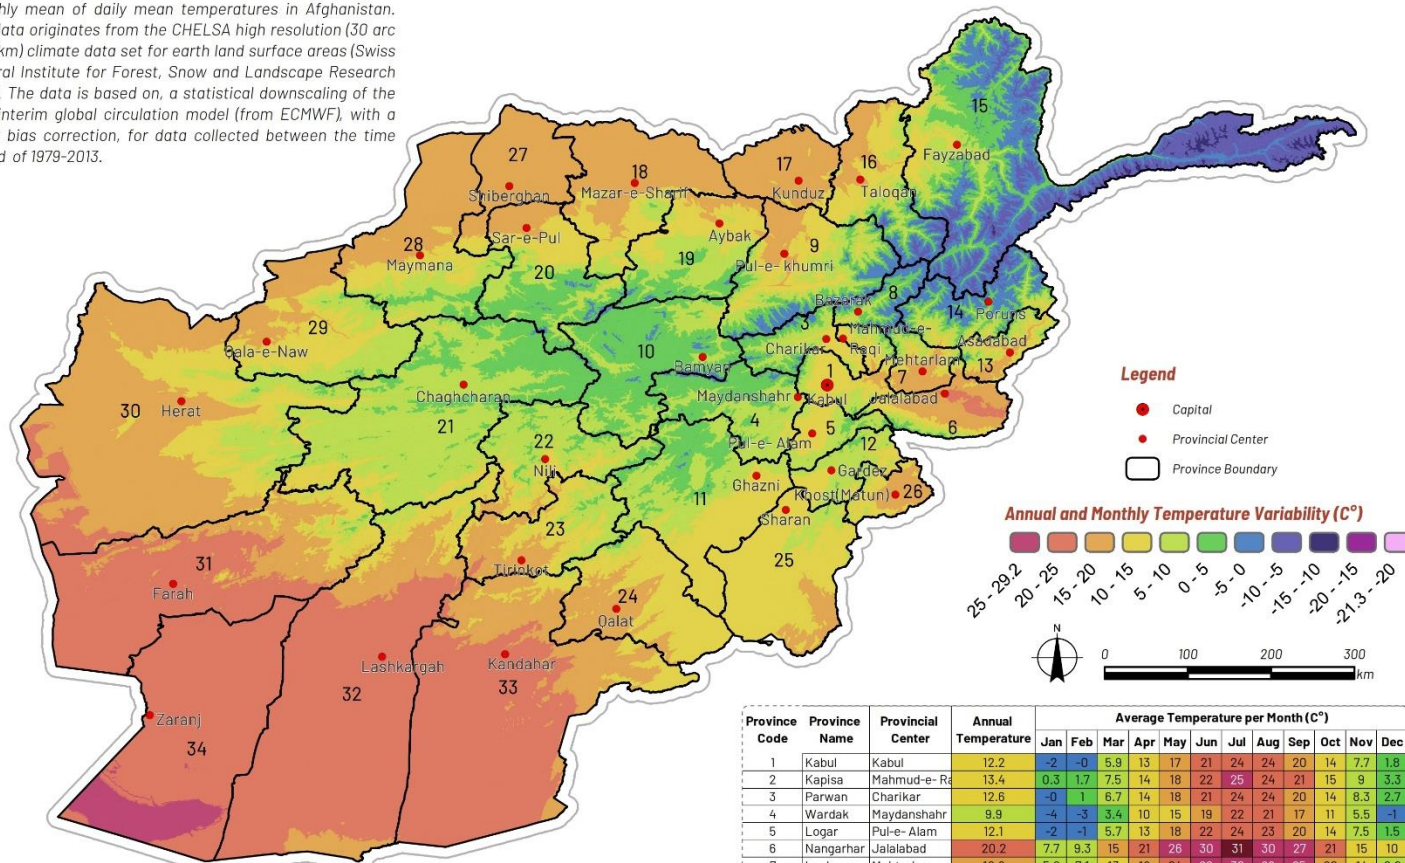 hly mean of daily mean temperatures in Afghanistan.
data originates from the CHELSA high resolution (30 arc
km) climate data set for earth land surface areas (Swiss
ral Institute for Forest, Snow and Landscape Research
. The data is based on, a statistical downscaling of the
interim global circulation model (from ECMWF), with a
bias correction, for data collected between the time
d of 1979-2013.
15
27
18
17
16
Fayzabad
Shiberghan
Mazar-e-Sharif
Kunduz
Taloqan
Sar-e-Pul
Aybak
28
9
Maymana
20
19
Pul-e-khumri
8
Bazarak
14
Poruns
29
3
Mahmud-e-
Raqi
Asadabad
Qala-e-Naw
10
Charikar
Mehtarlam
13
Bamyan
1
7
Chaghcharan
Maydanshahr
Kabul
Jalalabad
30
Herat
21
4
5
6
22
Pul-e-Alam
12
Nili
Gardez
Ghazni
11
Khost(Matun)
26
Sharan
23
25
31
Tirinkot
Farah
24
Qalat
Lashkargah
Kandahar
32
33
Zaranj
34
Legend
Capital
Provincial Center
Province Boundary
Annual and Monthly Temperature Variability (C°)
25 - 29.2
20 - 25
15 - 20
10 - 15
5 - 10
0 - 5
-5 - 0
-10 - 5
-15 - 10
-20 - 15
-21.3 - 20
N
0 100 200 300
km
Province Code Province Name Provincial Center Annual Temperature Average Temperature per Month (C°)
Jan Feb Mar Apr May Jun Jul Aug Sep Oct Nov Dec
1 Kabul Kabul 12.2 -2 -0 5.9 13 17 21 24 24 20 14 7.7 1.8
2 Kapisa Mahmud-e- Ra 13.4 0.3 1.7 7.5 14 18 22 25 24 21 15 9 3.3
3 Parwan Charikar 12.6 -0 1 6.7 14 18 21 24 24 20 14 8.3 2.7
4 Wardak Maydanshahr 9.9 -4 -3 3.4 10 15 19 22 21 17 11 5.5 -1
5 Logar Pul-e- Alam 12.1 -2 -1 5.7 13 18 22 24 23 20 14 7.5 1.5
6 Nangarhar Jalalabad 20.2 7.7 9.3 15 21 26 30 31 30 27 21 15 10